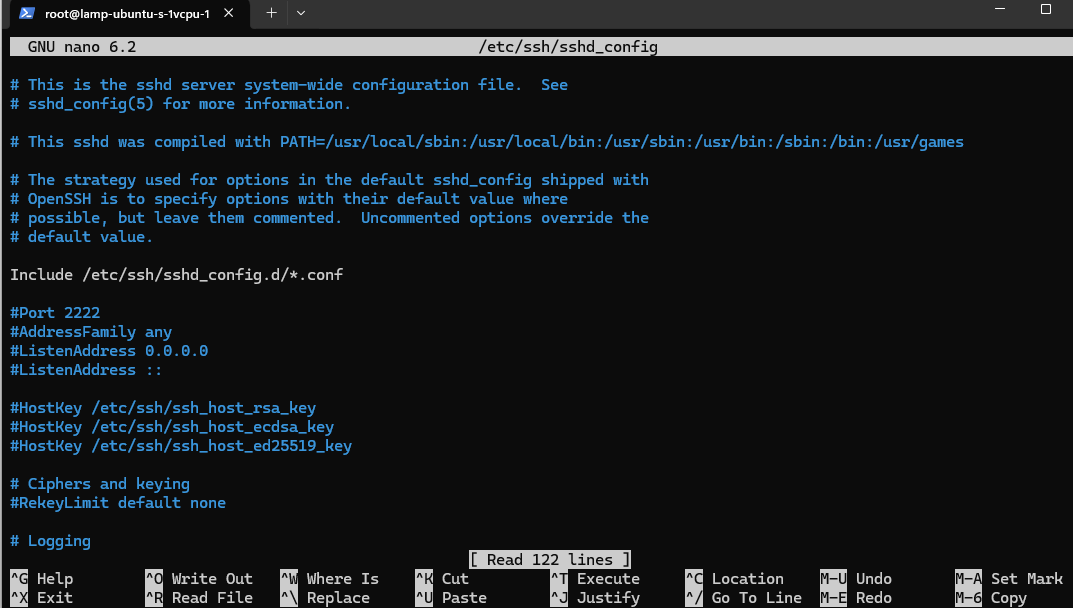 root@lamp-ubuntu-s-1vcpu-1
GNU nano 6.2 /etc/ssh/sshd_config
# This is the sshd server system-wide configuration file.  See
# sshd_config(5) for more information.
# This sshd was compiled with PATH=/usr/local/sbin:/usr/local/bin:/usr/sbin:/usr/bin:/sbin:/bin:/usr/games
# The strategy used for options in the default sshd_config shipped with
# OpenSSH is to specify options with their default value where
# possible, but leave them commented.  Uncommented options override the
# default value.
Include /etc/ssh/sshd_config.d/*.conf
#Port 2222
#AddressFamily any
#ListenAddress 0.0.0.0
#ListenAddress ::
#HostKey /etc/ssh/ssh_host_rsa_key
#HostKey /etc/ssh/ssh_host_ecdsa_key
#HostKey /etc/ssh/ssh_host_ed25519_key
# Ciphers and keying
#RekeyLimit default none
# Logging
[ Read 122 lines ]
^G Help ^O Write Out ^W Where Is ^K Cut ^T Execute ^C Location M-U Undo M-A Set Mark
^X Exit ^R Read File ^\ Replace ^U Paste ^J Justify ^/ Go To Line M-E Redo M-6 Copy